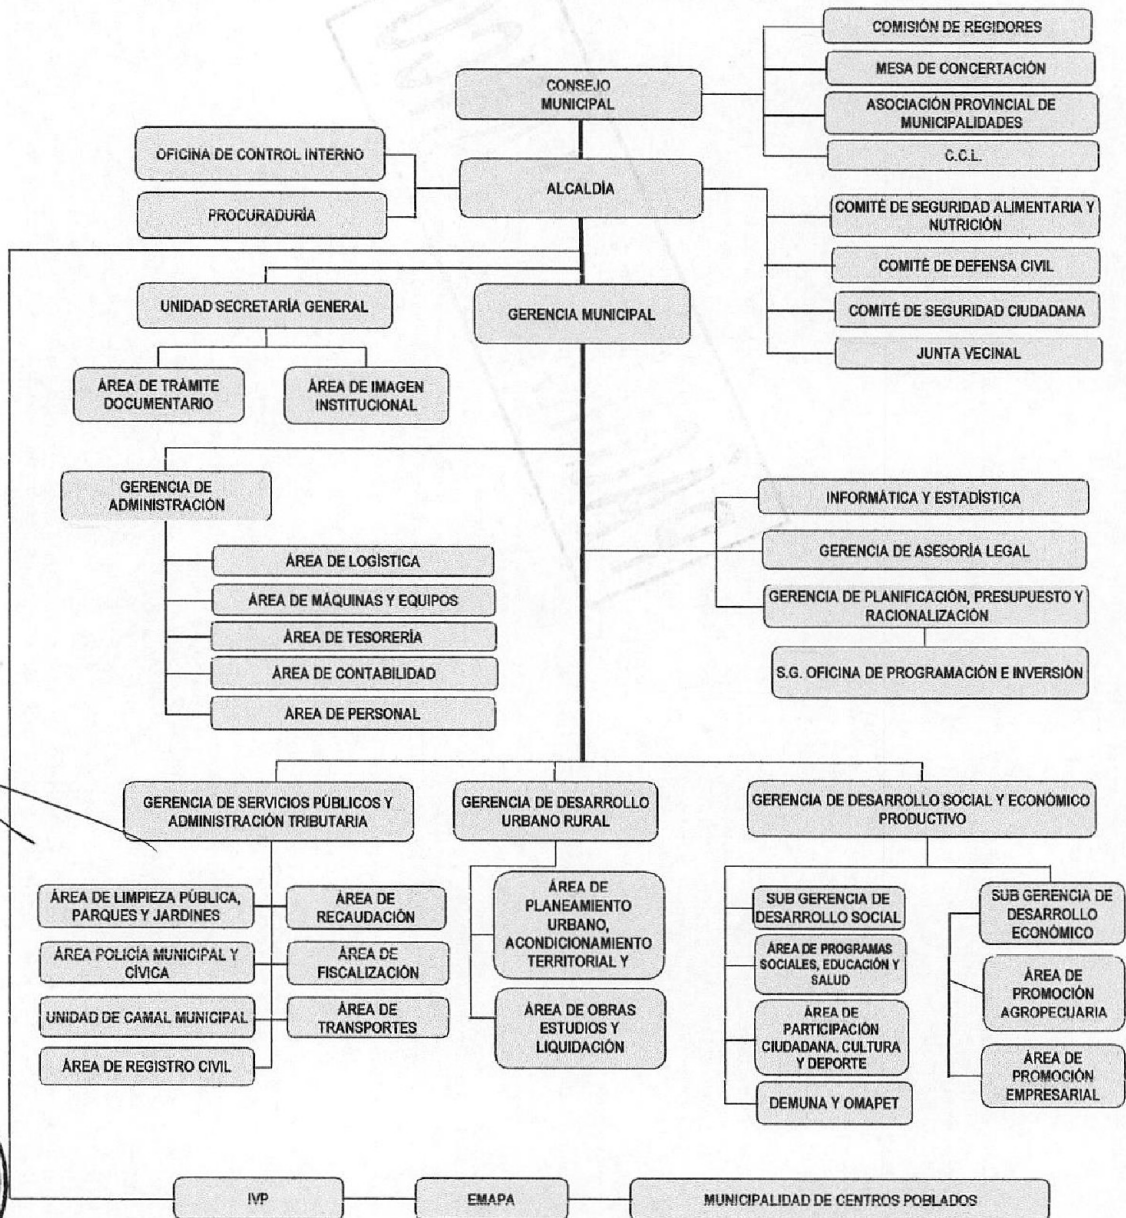 COMISIÓN DE REGIDORES
MESA DE CONCERTACIÓN
ASOCIACIÓN PROVINCIAL DE
MUNICIPALIDADES
C.C.L.
CONSEJO
MUNICIPAL
OFICINA DE CONTROL INTERNO
PROCURADURÍA
ALCALDÍA
COMITÉ DE SEGURIDAD ALIMENTARIA Y
NUTRICIÓN
COMITÉ DE DEFENSA CIVIL
COMITÉ DE SEGURIDAD CIUDADANA
JUNTA VECINAL
UNIDAD SECRETARÍA GENERAL
GERENCIA MUNICIPAL
ÁREA DE TRÁMITE
DOCUMENTARIO
ÁREA DE IMAGEN
INSTITUCIONAL
GERENCIA DE
ADMINISTRACIÓN
ÁREA DE LOGÍSTICA
ÁREA DE MÁQUINAS Y EQUIPOS
ÁREA DE TESORERÍA
ÁREA DE CONTABILIDAD
ÁREA DE PERSONAL
INFORMÁTICA Y ESTADÍSTICA
GERENCIA DE ASESORÍA LEGAL
GERENCIA DE PLANIFICACIÓN, PRESUPUESTO Y
RACIONALIZACIÓN
S.G. OFICINA DE PROGRAMACIÓN E INVERSIÓN
GERENCIA DE SERVICIOS PÚBLICOS Y
ADMINISTRACIÓN TRIBUTARIA
ÁREA DE LIMPIEZA PÚBLICA,
PARQUES Y JARDINES
ÁREA POLICÍA MUNICIPAL Y
CÍVICA
UNIDAD DE CAMAL MUNICIPAL
ÁREA DE REGISTRO CIVIL
ÁREA DE
RECAUDACIÓN
ÁREA DE
FISCALIZACIÓN
ÁREA DE
TRANSPORTES
GERENCIA DE DESARROLLO
URBANO RURAL
ÁREA DE
PLANEAMIENTO
URBANO,
ACONDICIONAMIENTO
TERRITORIAL Y
ÁREA DE OBRAS
ESTUDIOS Y
LIQUIDACIÓN
GERENCIA DE DESARROLLO SOCIAL Y ECONÓMICO
PRODUCTIVO
SUB GERENCIA DE
DESARROLLO SOCIAL
ÁREA DE PROGRAMAS
SOCIALES, EDUCACIÓN Y
SALUD
ÁREA DE
PARTICIPACIÓN
CIUDADANA, CULTURA
Y DEPORTE
DEMUNA Y OMAPET
SUB GERENCIA DE
DESARROLLO
ECONÓMICO
ÁREA DE
PROMOCIÓN
AGROPECUARIA
ÁREA DE
PROMOCIÓN
EMPRESARIAL
IVP
EMAPA
MUNICIPALIDAD DE CENTROS POBLADOS